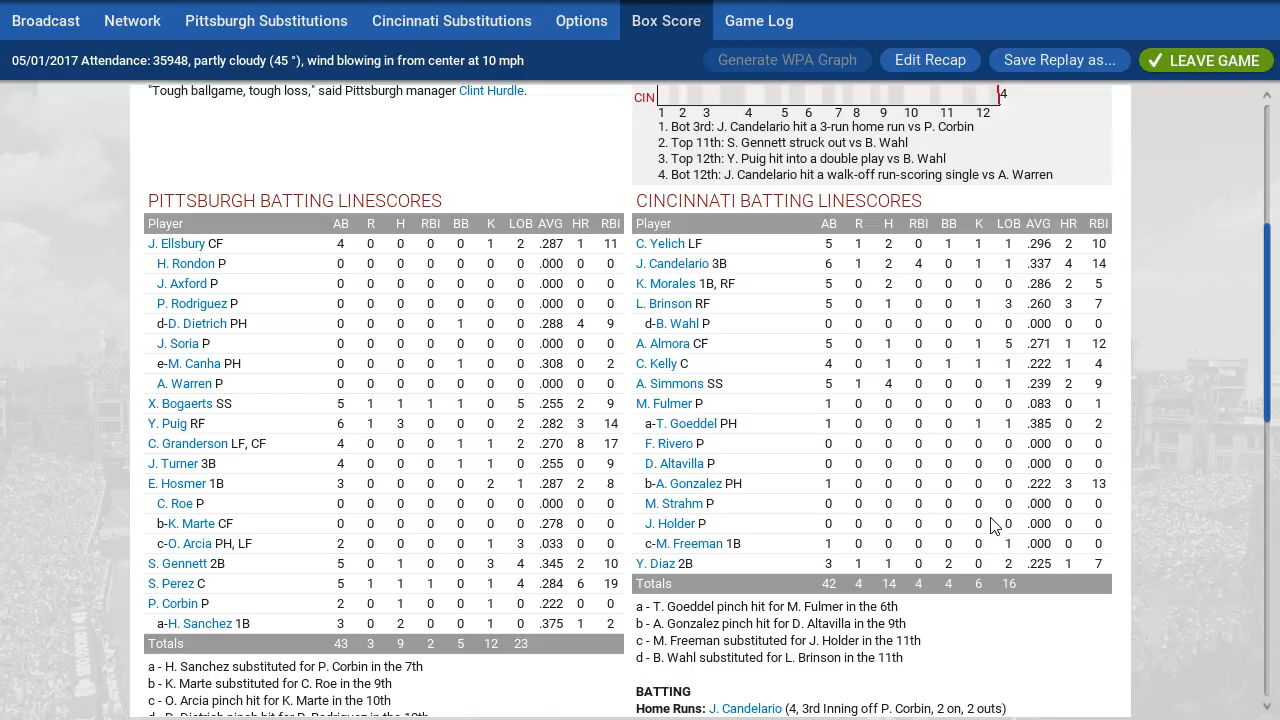 Broadcast Network Pittsburgh Substitutions Cincinnati Substitutions Options Box Score Game Log
05/01/2017 Attendance: 35948, partly cloudy (45 °), wind blowing in from center at 10 mph Generate WPA Graph Edit Recap Save Replay as... ✓ LEAVE GAME
"Tough ballgame, tough loss," said Pittsburgh manager Clint Hurdle.
CIN 4
1 2 3 4 5 6 7 8 9 10 11 12
1. Bot 3rd: J. Candelario hit a 3-run home run vs P. Corbin
2. Top 11th: S. Gennett struck out vs B. Wahl
3. Top 12th: Y. Puig hit into a double play vs B. Wahl
4. Bot 12th: J. Candelario hit a walk-off run-scoring single vs A. Warren
PITTSBURGH BATTING LINESCORES
Player AB R H RBI BB K LOB AVG HR RBI
J. Ellsbury CF 4 0 0 0 0 1 2 .287 1 11
H. Rondon P 0 0 0 0 0 0 0 .000 0 0
J. Axford P 0 0 0 0 0 0 0 .000 0 0
P. Rodriguez P 0 0 0 0 0 0 0 .000 0 0
d-D. Dietrich PH 0 0 0 0 1 0 0 .288 4 9
J. Soria P 0 0 0 0 0 0 0 .000 0 0
e-M. Canha PH 0 0 0 0 1 0 0 .308 0 2
A. Warren P 0 0 0 0 0 0 0 .000 0 0
X. Bogaerts SS 5 1 1 1 1 0 5 .255 2 9
Y. Puig RF 6 1 3 0 0 0 2 .282 3 14
C. Granderson LF, CF 4 0 0 0 1 1 2 .270 8 17
J. Turner 3B 4 0 0 0 1 1 0 .255 0 9
E. Hosmer 1B 3 0 0 0 0 2 1 .287 2 8
C. Roe P 0 0 0 0 0 0 0 .000 0 0
b-K. Marte CF 0 0 0 0 0 0 0 .278 0 0
c-O. Arcia PH, LF 2 0 0 0 0 1 3 .033 0 0
S. Gennett 2B 5 0 1 0 0 3 4 .345 2 10
S. Perez C 5 1 1 1 0 1 4 .284 6 19
P. Corbin P 2 0 1 0 0 1 0 .222 0 0
a-H. Sanchez 1B 3 0 2 0 0 1 0 .375 1 2
Totals 43 3 9 2 5 12 23
a - H. Sanchez substituted for P. Corbin in the 7th
b - K. Marte substituted for C. Roe in the 9th
c - O. Arcia pinch hit for K. Marte in the 10th
d - D. Dietrich pinch hit for P. Rodriguez in the 12th
CINCINNATI BATTING LINESCORES
Player AB R H RBI BB K LOB AVG HR RBI
C. Yelich LF 5 1 2 0 1 1 1 .296 2 10
J. Candelario 3B 6 1 2 4 0 1 1 .337 4 14
K. Morales 1B, RF 5 0 2 0 0 0 0 .286 2 5
L. Brinson RF 5 0 1 0 0 1 3 .260 3 7
d-B. Wahl P 0 0 0 0 0 0 0 .000 0 0
A. Almora CF 5 0 1 0 0 1 5 .271 1 12
C. Kelly C 4 0 1 0 1 1 1 .222 1 4
A. Simmons SS 5 1 4 0 0 0 1 .239 2 9
M. Fulmer P 1 0 0 0 0 0 0 .083 0 1
a-T. Goeddel PH 1 0 0 0 0 1 1 .385 0 2
F. Rivero P 0 0 0 0 0 0 0 .000 0 0
D. Altavilla P 0 0 0 0 0 0 0 .000 0 0
b-A. Gonzalez PH 1 0 0 0 0 0 0 .222 3 13
M. Strahm P 0 0 0 0 0 0 0 .000 0 0
J. Holder P 0 0 0 0 0 0 0 .000 0 0
c-M. Freeman 1B 1 0 0 0 0 0 1 .000 0 0
Y. Diaz 2B 3 1 1 0 2 0 2 .225 1 7
Totals 42 4 14 4 4 6 16
a - T. Goeddel pinch hit for M. Fulmer in the 6th
b - A. Gonzalez pinch hit for D. Altavilla in the 9th
c - M. Freeman substituted for J. Holder in the 11th
d - B. Wahl substituted for L. Brinson in the 11th
BATTING
Home Runs: J. Candelario (4, 3rd Inning off P. Corbin, 2 on, 2 outs)